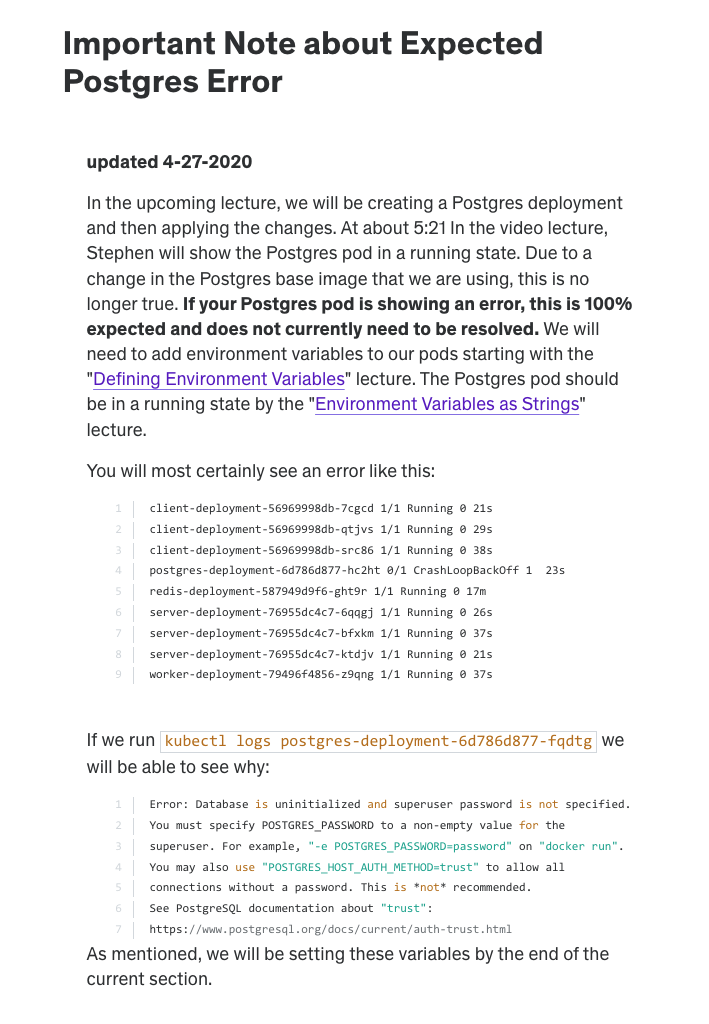 Important Note about Expected
Postgres Error
updated 4-27-2020
In the upcoming lecture, we will be creating a Postgres deployment
and then applying the changes. At about 5:21 In the video lecture,
Stephen will show the Postgres pod in a running state. Due to a
change in the Postgres base image that we are using, this is no
longer true. If your Postgres pod is showing an error, this is 100%
expected and does not currently need to be resolved. We will
need to add environment variables to our pods starting with the
"Defining Environment Variables" lecture. The Postgres pod should
be in a running state by the "Environment Variables as Strings"
lecture.
You will most certainly see an error like this:
1 client-deployment-56969998db-7cgcd 1/1 Running 0 21s
2 client-deployment-56969998db-qtjvs 1/1 Running 0 29s
3 client-deployment-56969998db-src86 1/1 Running 0 38s
4 postgres-deployment-6d786d877-hc2ht 0/1 CrashLoopBackOff 1  23s
5 redis-deployment-587949d9f6-ght9r 1/1 Running 0 17m
6 server-deployment-76955dc4c7-6qqgj 1/1 Running 0 26s
7 server-deployment-76955dc4c7-bfxkm 1/1 Running 0 37s
8 server-deployment-76955dc4c7-ktdjv 1/1 Running 0 21s
9 worker-deployment-79496f4856-z9qng 1/1 Running 0 37s
If we run kubectl logs postgres-deployment-6d786d877-fqdtg we
will be able to see why:
1 Error: Database is uninitialized and superuser password is not specified.
2 You must specify POSTGRES_PASSWORD to a non-empty value for the
3 superuser. For example, "-e POSTGRES_PASSWORD=password" on "docker run".
4 You may also use "POSTGRES_HOST_AUTH_METHOD=trust" to allow all
5 connections without a password. This is *not* recommended.
6 See PostgreSQL documentation about "trust":
7 https://www.postgresql.org/docs/current/auth-trust.html
As mentioned, we will be setting these variables by the end of the
current section.